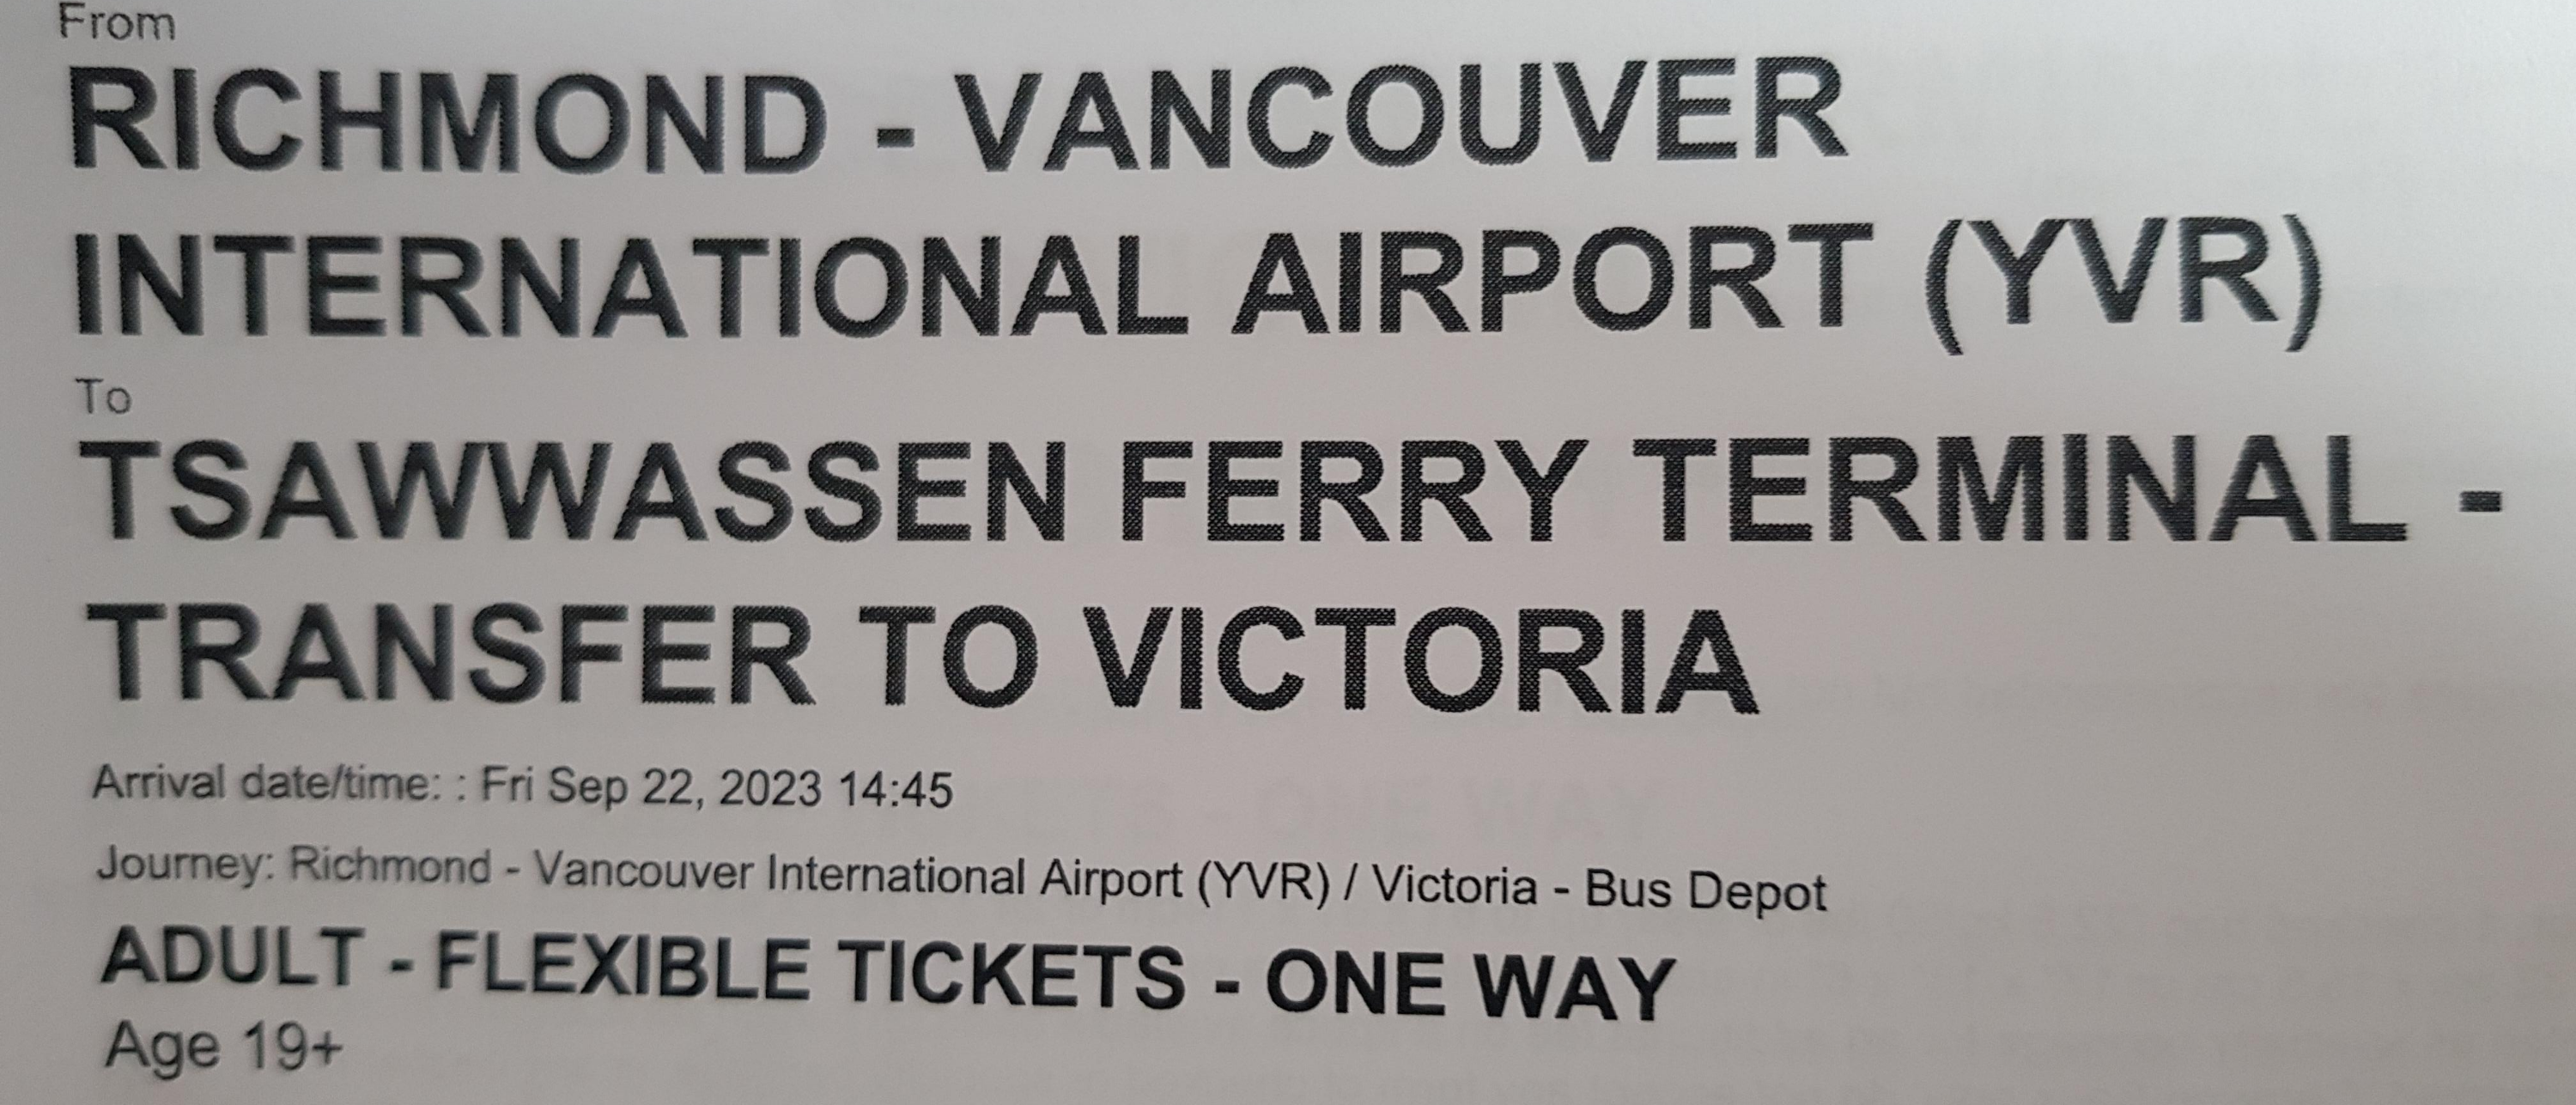 From
RICHMOND - VANCOUVER
INTERNATIONAL AIRPORT (YVR)
To
TSAWWASSEN FERRY TERMINAL -
TRANSFER TO VICTORIA
Arrival date/time: : Fri Sep 22, 2023 14:45
Journey: Richmond - Vancouver International Airport (YVR) / Victoria - Bus Depot
ADULT - FLEXIBLE TICKETS - ONE WAY
Age 19+